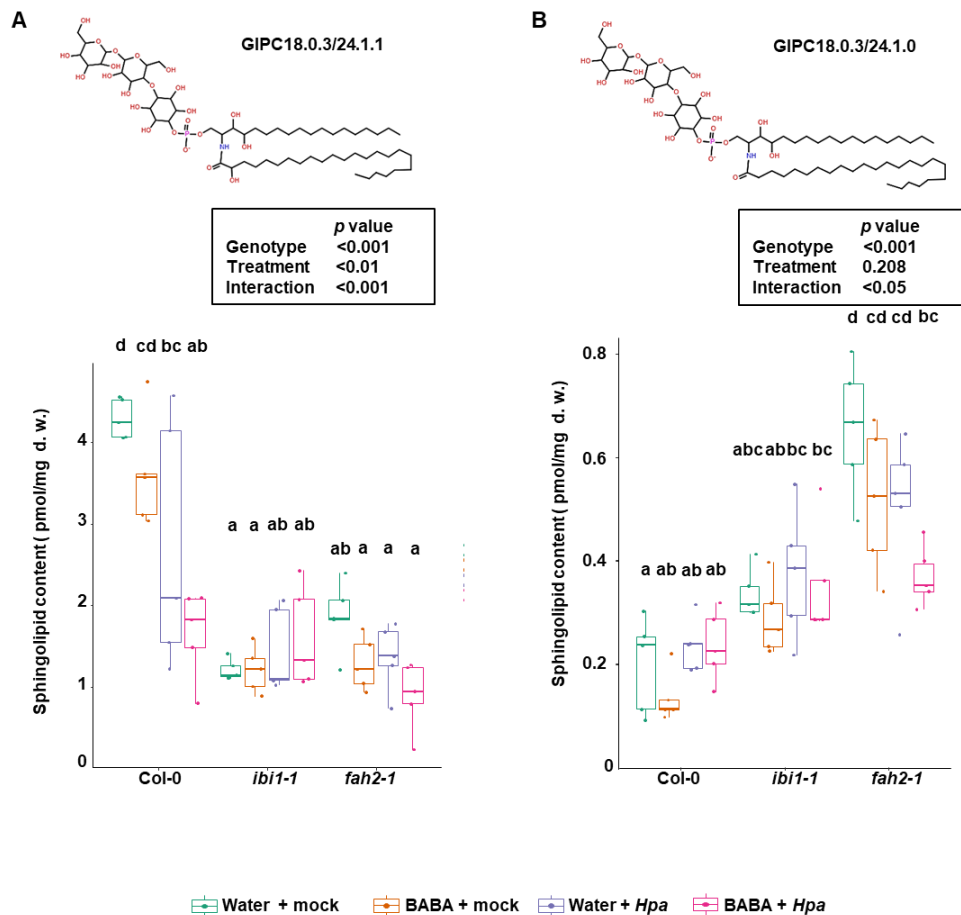 A
GIPC18.0.3/24.1.1
p value
Genotype <0.001
Treatment <0.01
Interaction <0.001
d cd bc ab
a a ab ab
ab a a a
Sphingolipid content ( pmol/mg d. w.)
4
3
2
1
0
Col-0 ibi1-1 fah2-1
B
GIPC18.0.3/24.1.0
p value
Genotype <0.001
Treatment 0.208
Interaction <0.05
d cd cd bc
abc abbc bc
a ab ab ab
Sphingolipid content ( pmol/mg d. w.)
0.8
0.6
0.4
0.2
0
Col-0 ibi1-1 fah2-1
Water + mock BABA + mock Water + Hpa BABA + Hpa